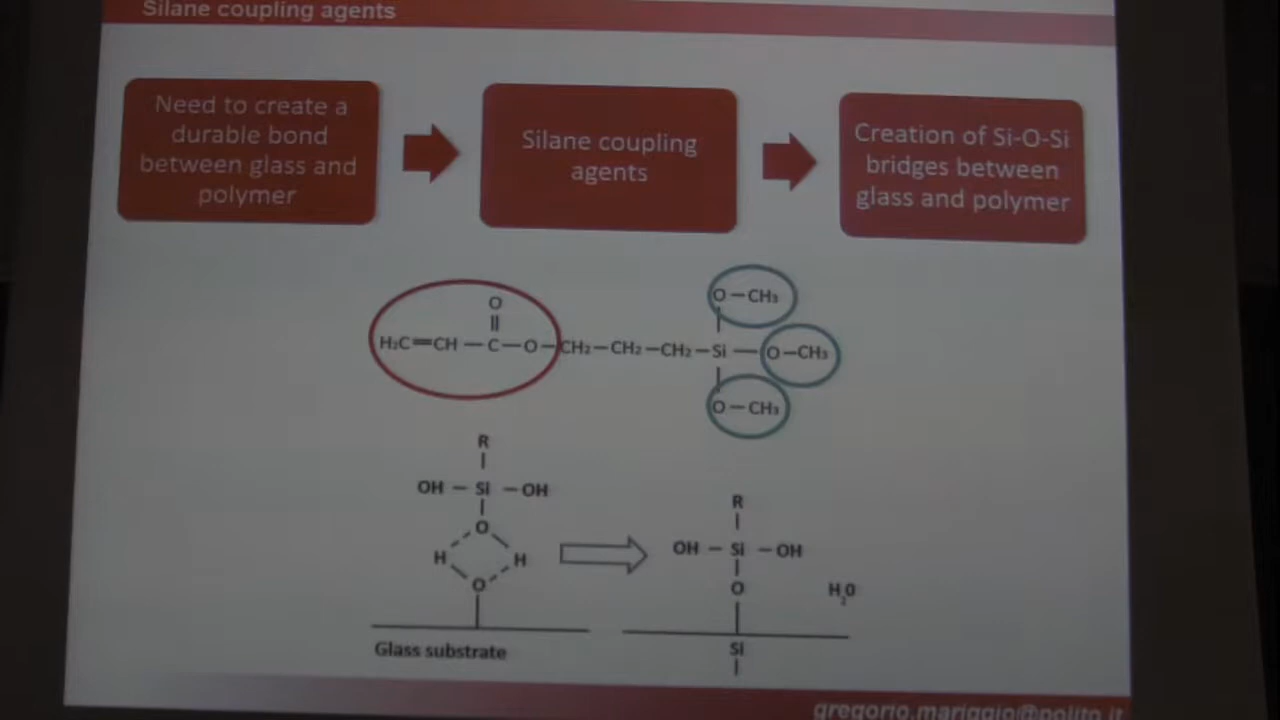 Silane coupling agents
Need to create a
durable bond
between glass and
polymer
Silane coupling
agents
Creation of Si-O-Si
bridges between
glass and polymer
O
O—CH₃
H₂C=CH—C—O—CH₂—CH₂—CH₂—Si—O—CH₃
O—CH₃
R
OH — Si —OH
O
H H
O
Glass substrate
R
OH — Si —OH
O
H₂O
Si
gregorio.mariggio@polito.it